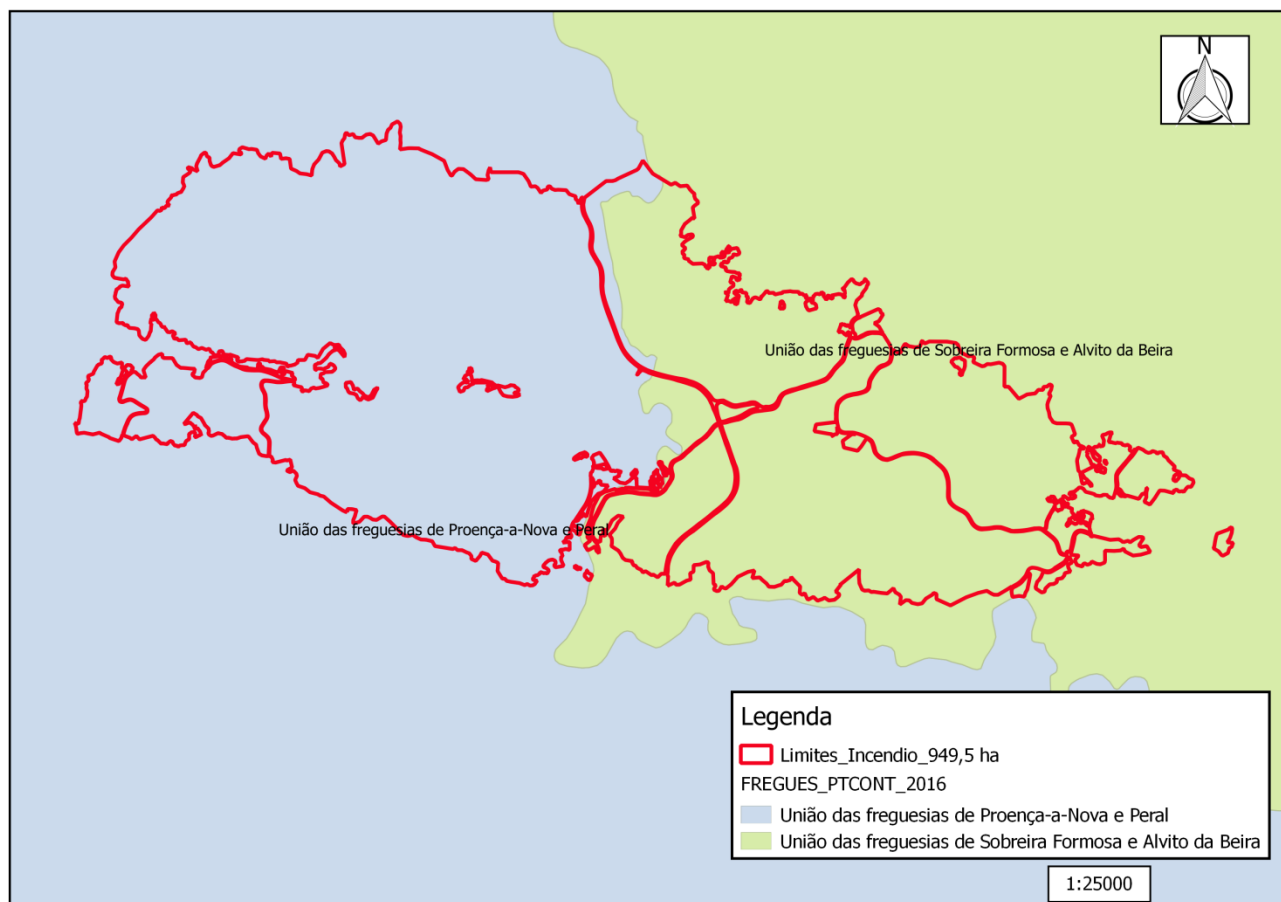 N
União das freguesias de Sobreira Formosa e Alvito da Beira
União das freguesias de Proença-a-Nova e Peral
Legenda
Limites_Incendio_949,5 ha
FREGUES_PTCONT_2016
União das freguesias de Proença-a-Nova e Peral
União das freguesias de Sobreira Formosa e Alvito da Beira
1:25000